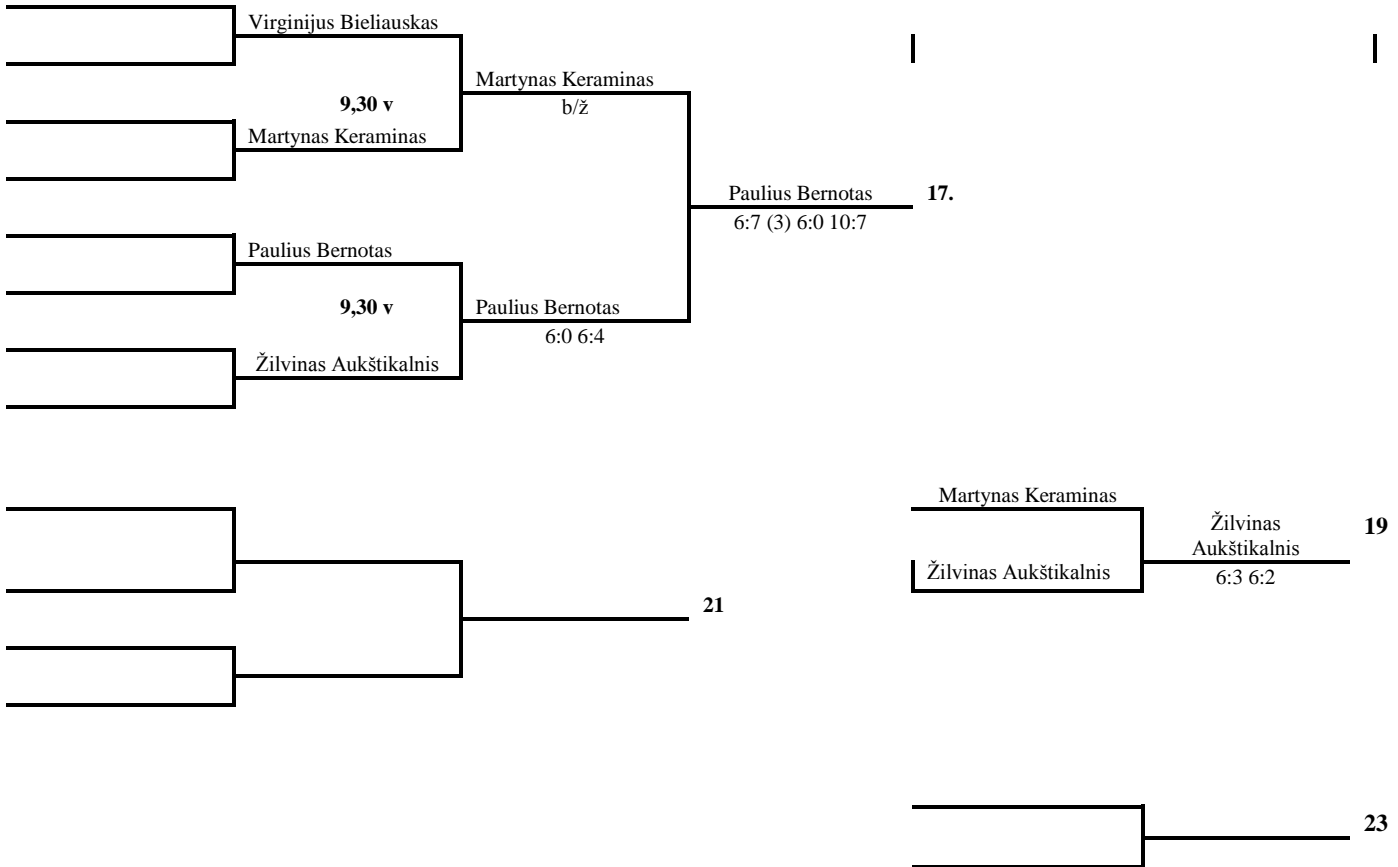 Virginijus Bieliauskas
Martynas Keraminas
9,30 v
b/ž
Martynas Keraminas
Paulius Bernotas
17.
6:7 (3) 6:0 10:7
Paulius Bernotas
9,30 v
Paulius Bernotas
6:0 6:4
Žilvinas Aukštikalnis
Martynas Keraminas
Žilvinas
19
Aukštikalnis
Žilvinas Aukštikalnis
6:3 6:2
21
23